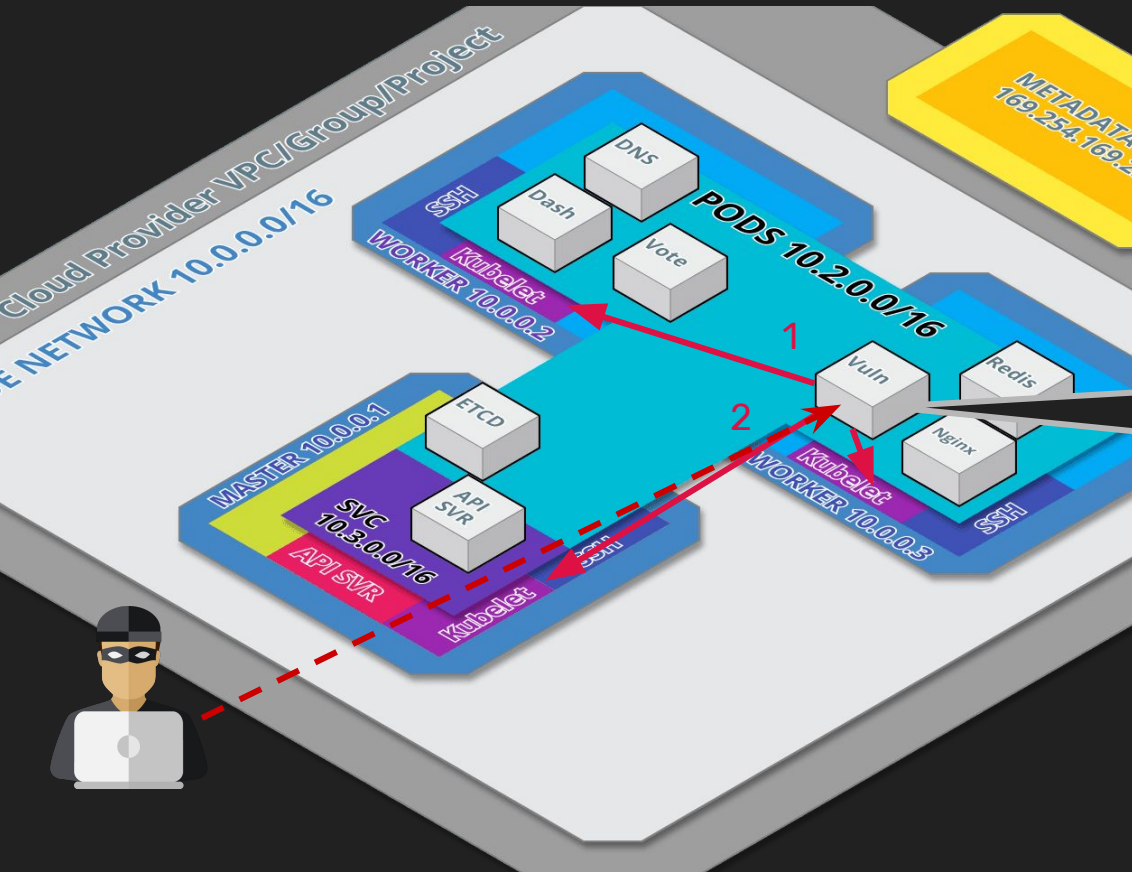 Cloud Provider VPC/Group/Project
NETWORK 10.0.0.0/16
METADATA
169.254.169.2
DNS
Dash
Vote
SSH
Kubelet
WORKER 10.0.0.2
PODS 10.2.0.0/16
1
2
Vuln
Redis
Nginx
Kubelet
WORKER 10.0.0.3
SSH
ETCD
MASTER 10.0.0.1
API
SVR
SVC
10.3.0.0/16
API SVR
Kubelet
SSH